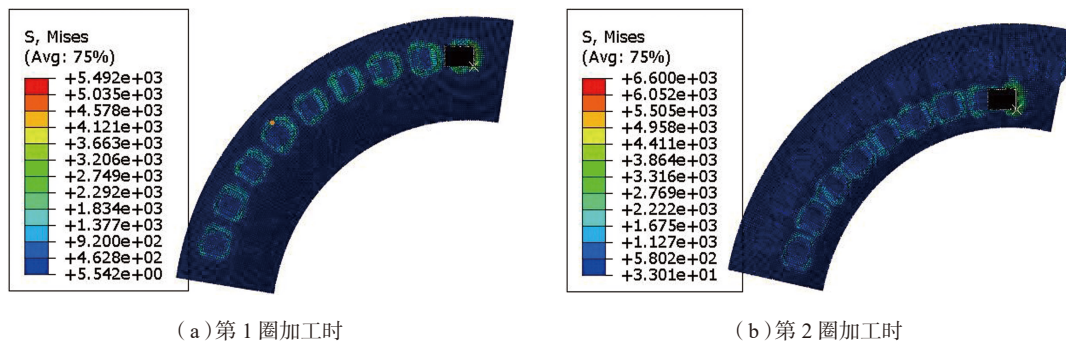 S, Mises
(Avg: 75%)
+5.492e+03
+5.035e+03
+4.578e+03
+4.121e+03
+3.663e+03
+3.206e+03
+2.749e+03
+2.292e+03
+1.834e+03
+1.377e+03
+9.200e+02
+4.628e+02
+5.542e+00
（a）第 1 圈加工时
S, Mises
(Avg: 75%)
+6.600e+03
+6.052e+03
+5.505e+03
+4.958e+03
+4.411e+03
+3.864e+03
+3.316e+03
+2.769e+03
+2.222e+03
+1.675e+03
+1.127e+03
+5.802e+02
+3.301e+01
（b）第 2 圈加工时